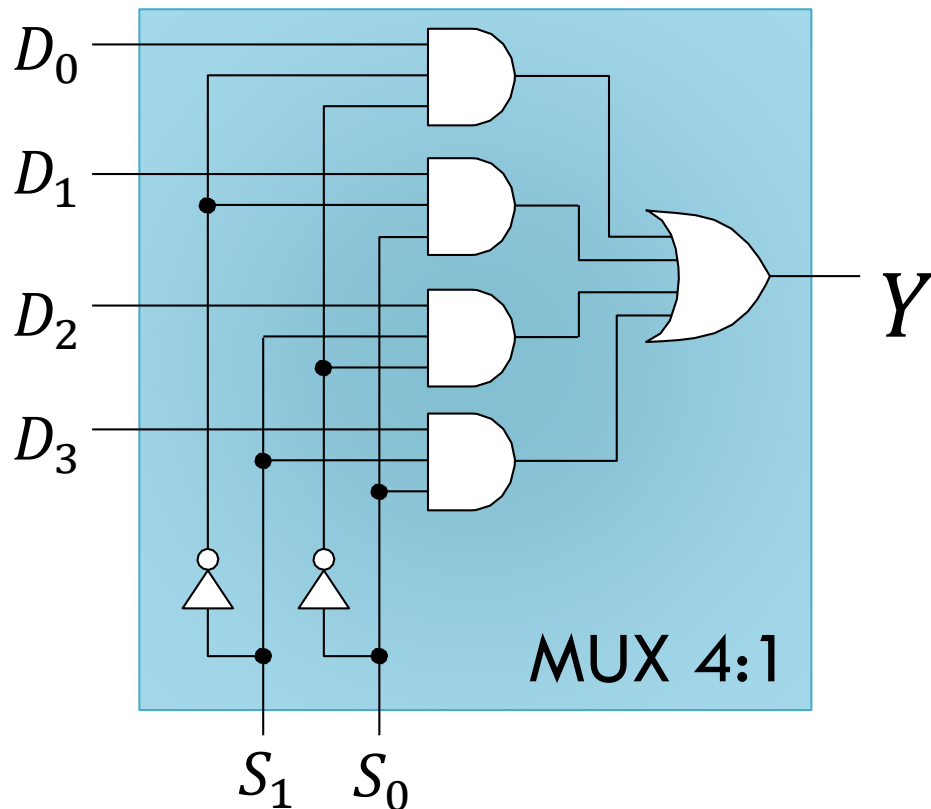 D₀
D₁
D₂
D₃
Y
MUX 4:1
S₁ S₀